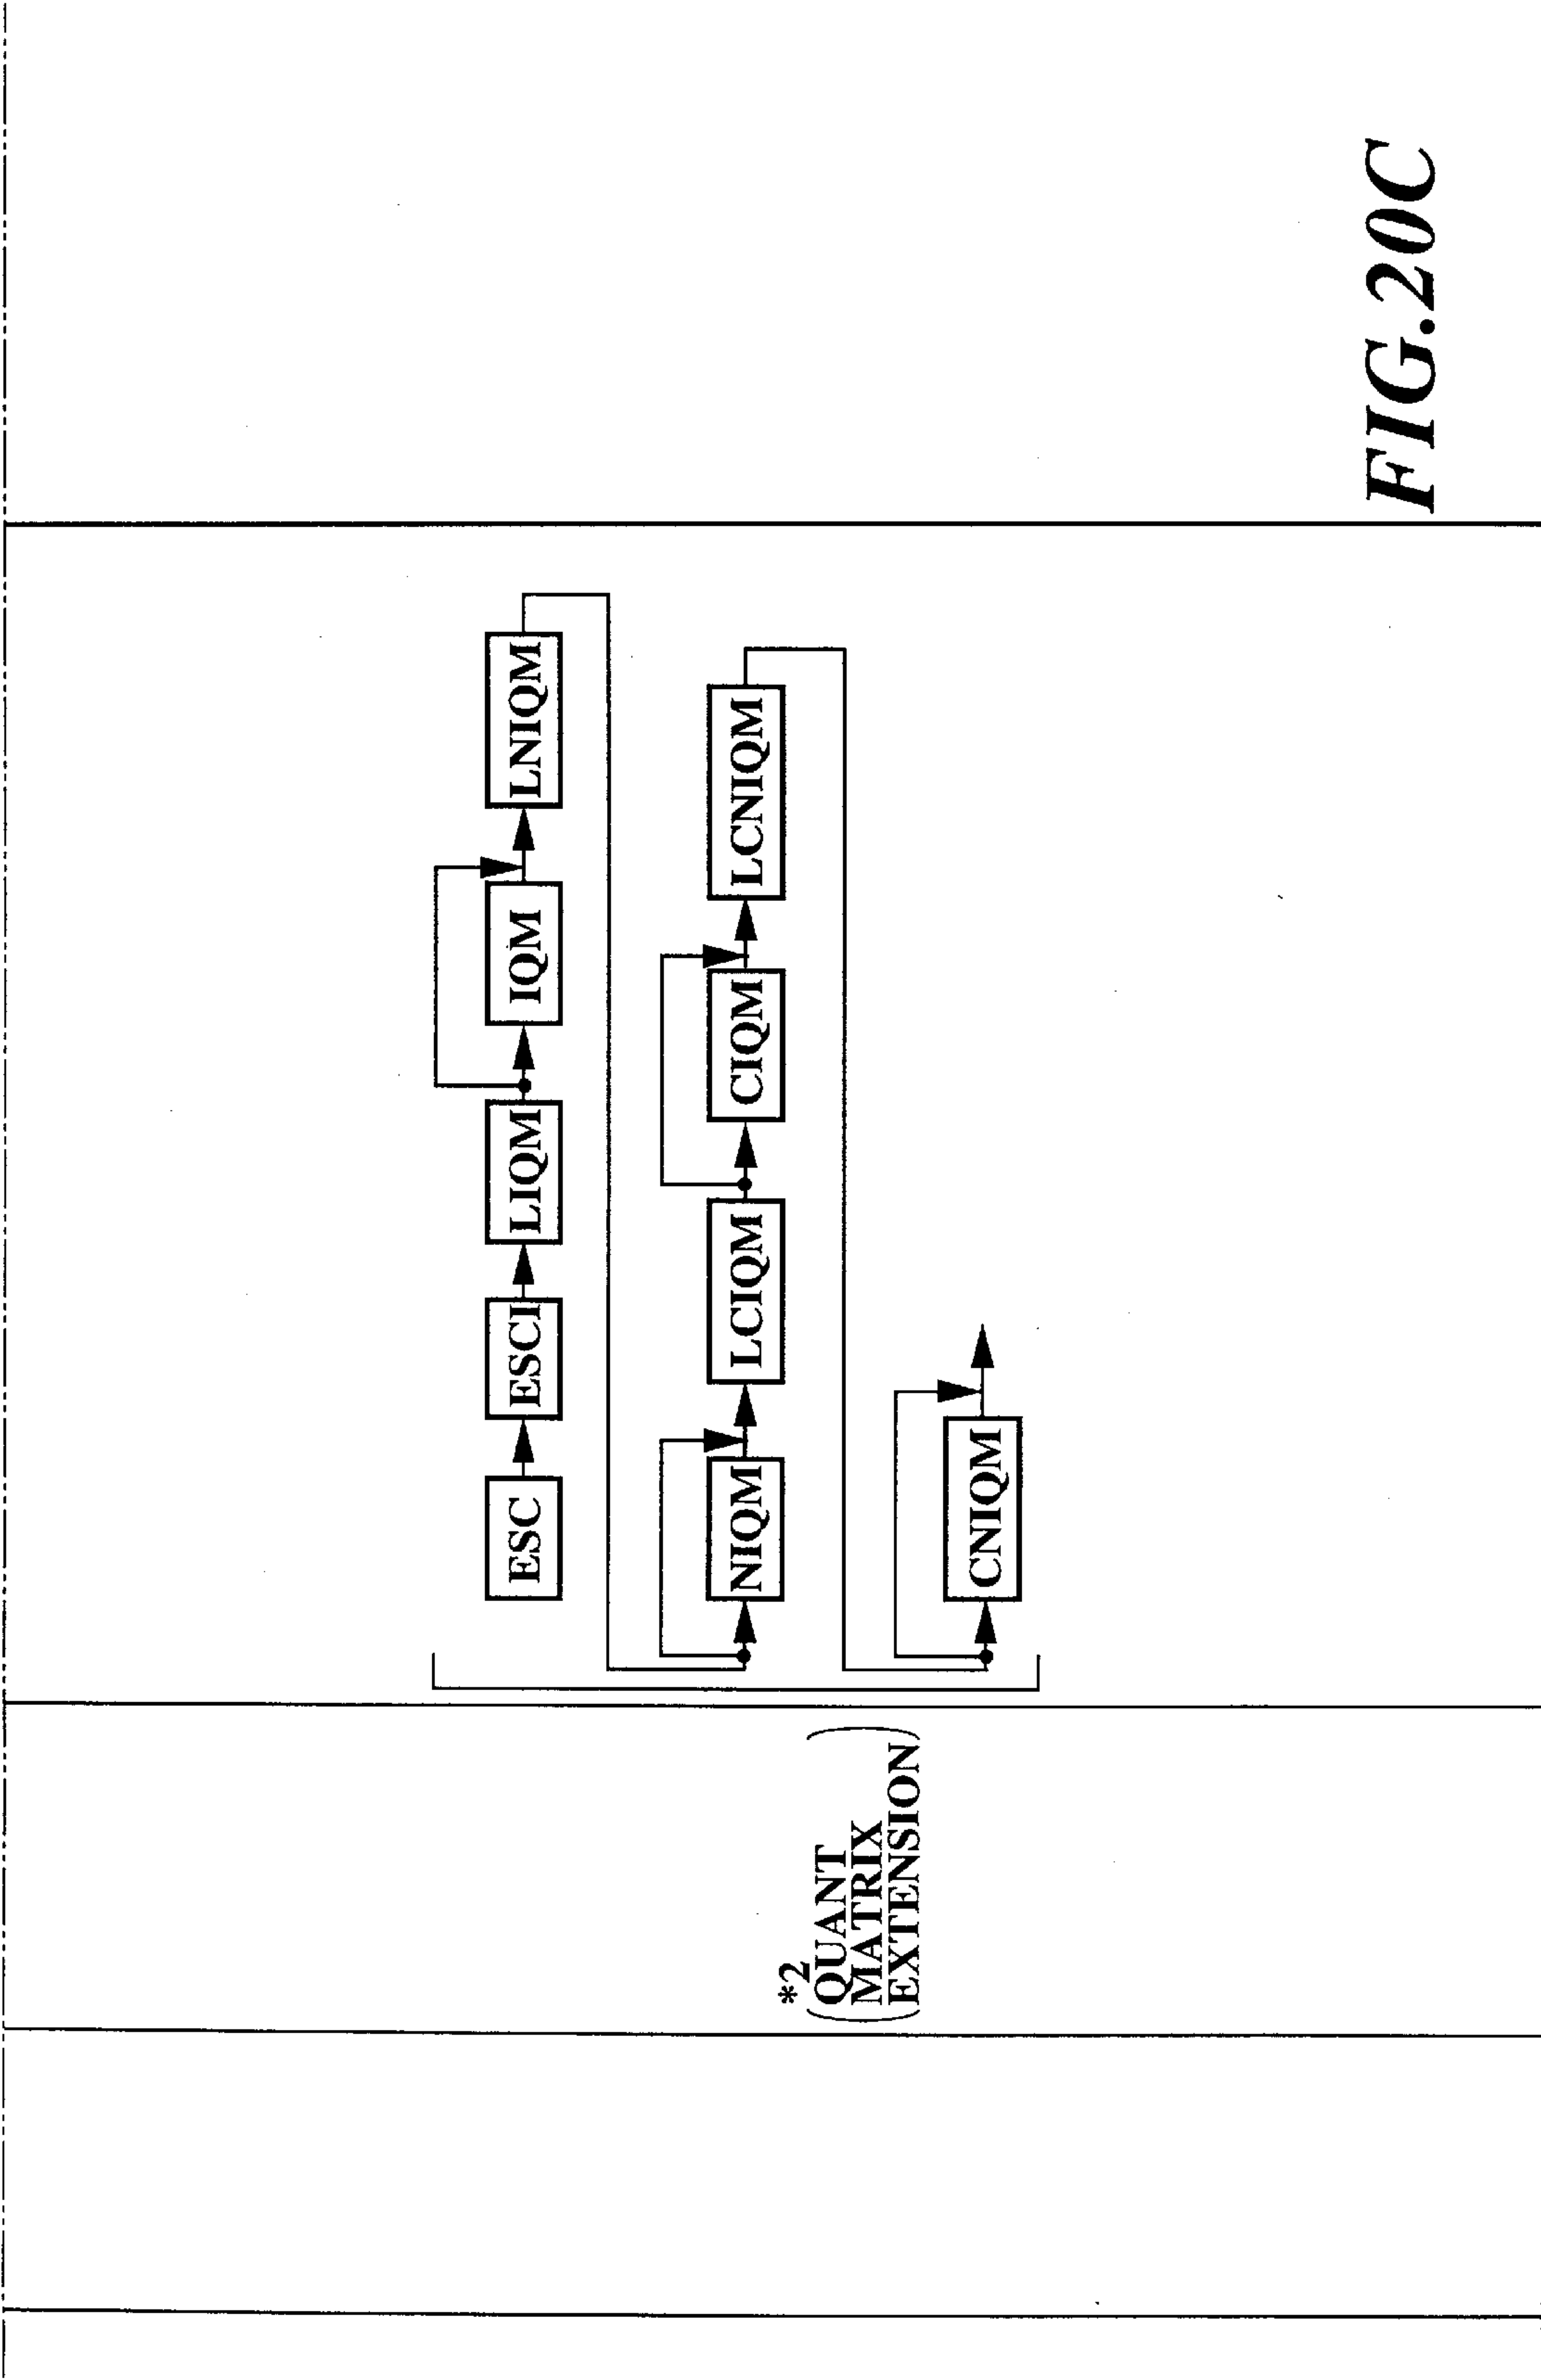 *2
(QUANT
MATRIX
EXTENSION)
ESC
ESCI
LIQM
IQM
LNIQM
NIQM
LCIQM
CIQM
LCNIQM
CNIQM
FIG.20C